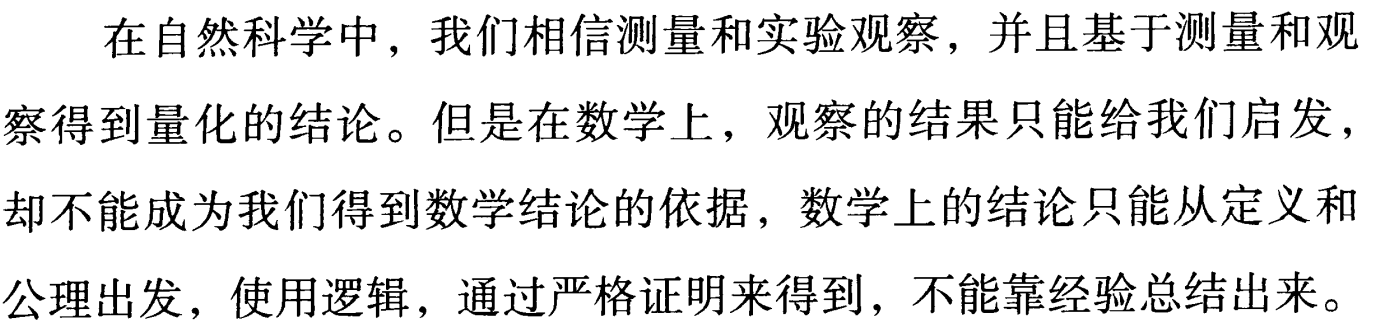 在自然科学中，我们相信测量和实验观察，并且基于测量和观
察得到量化的结论。但是在数学上，观察的结果只能给我们启发，
却不能成为我们得到数学结论的依据，数学上的结论只能从定义和
公理出发，使用逻辑，通过严格证明来得到，不能靠经验总结出来。